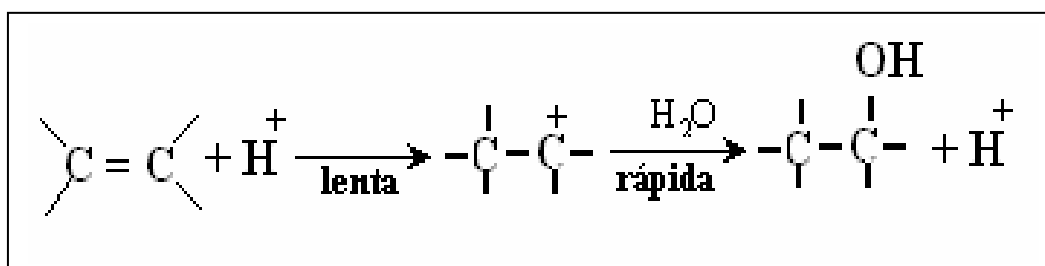 OH
C = C + H+ lenta -C-C+- H2O rápida -C-C- + H+